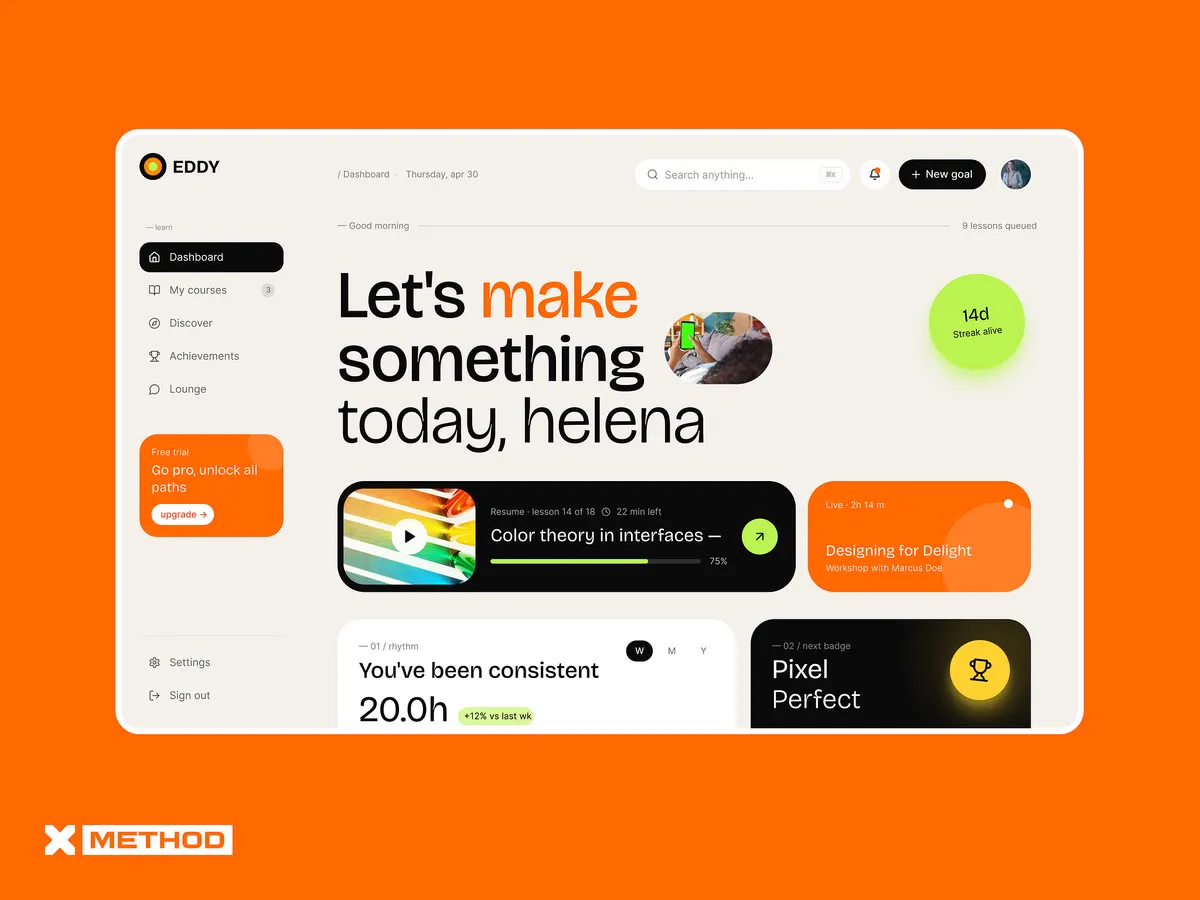 EDDY
/ Dashboard · Thursday, apr 30
Search anything...
⌘K
+ New goal
— learn
Dashboard
My courses 3
Discover
Achievements
Lounge
Free trial
Go pro, unlock all
paths
upgrade →
Settings
Sign out
— Good morning
9 lessons queued
Let's make
something
today, helena
14d
Streak alive
Resume · lesson 14 of 18 22 min left
Color theory in interfaces —
75%
Live · 2h 14 m
Designing for Delight
Workshop with Marcus Doe
— 01 / rhythm
W M Y
You've been consistent
20.0h +12% vs last wk
— 02 / next badge
Pixel
Perfect
METHOD